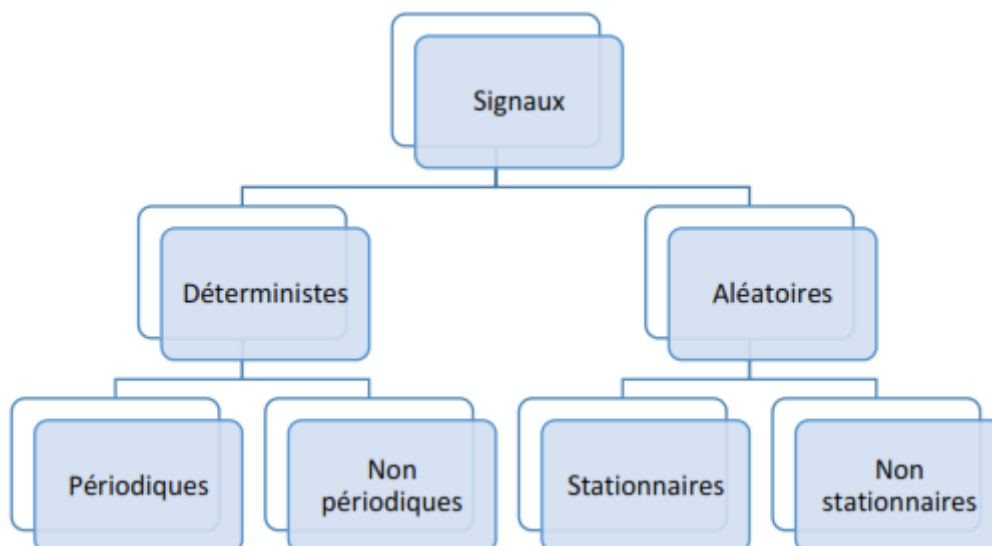 Signaux
Déterministes
Aléatoires
Périodiques
Non
périodiques
Stationnaires
Non
stationnaires